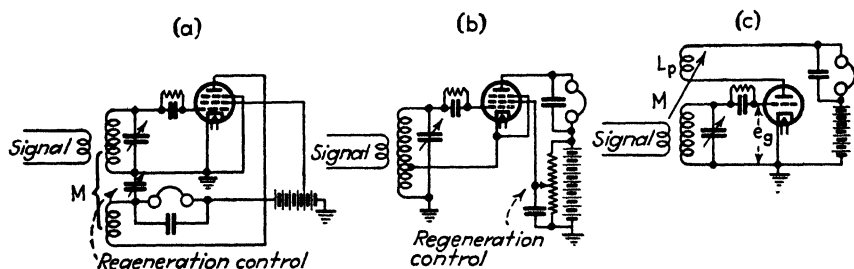 (a)
Signal
M
Regeneration control
(b)
Signal
Regeneration
control
(c)
Lp
M
Signal
eg